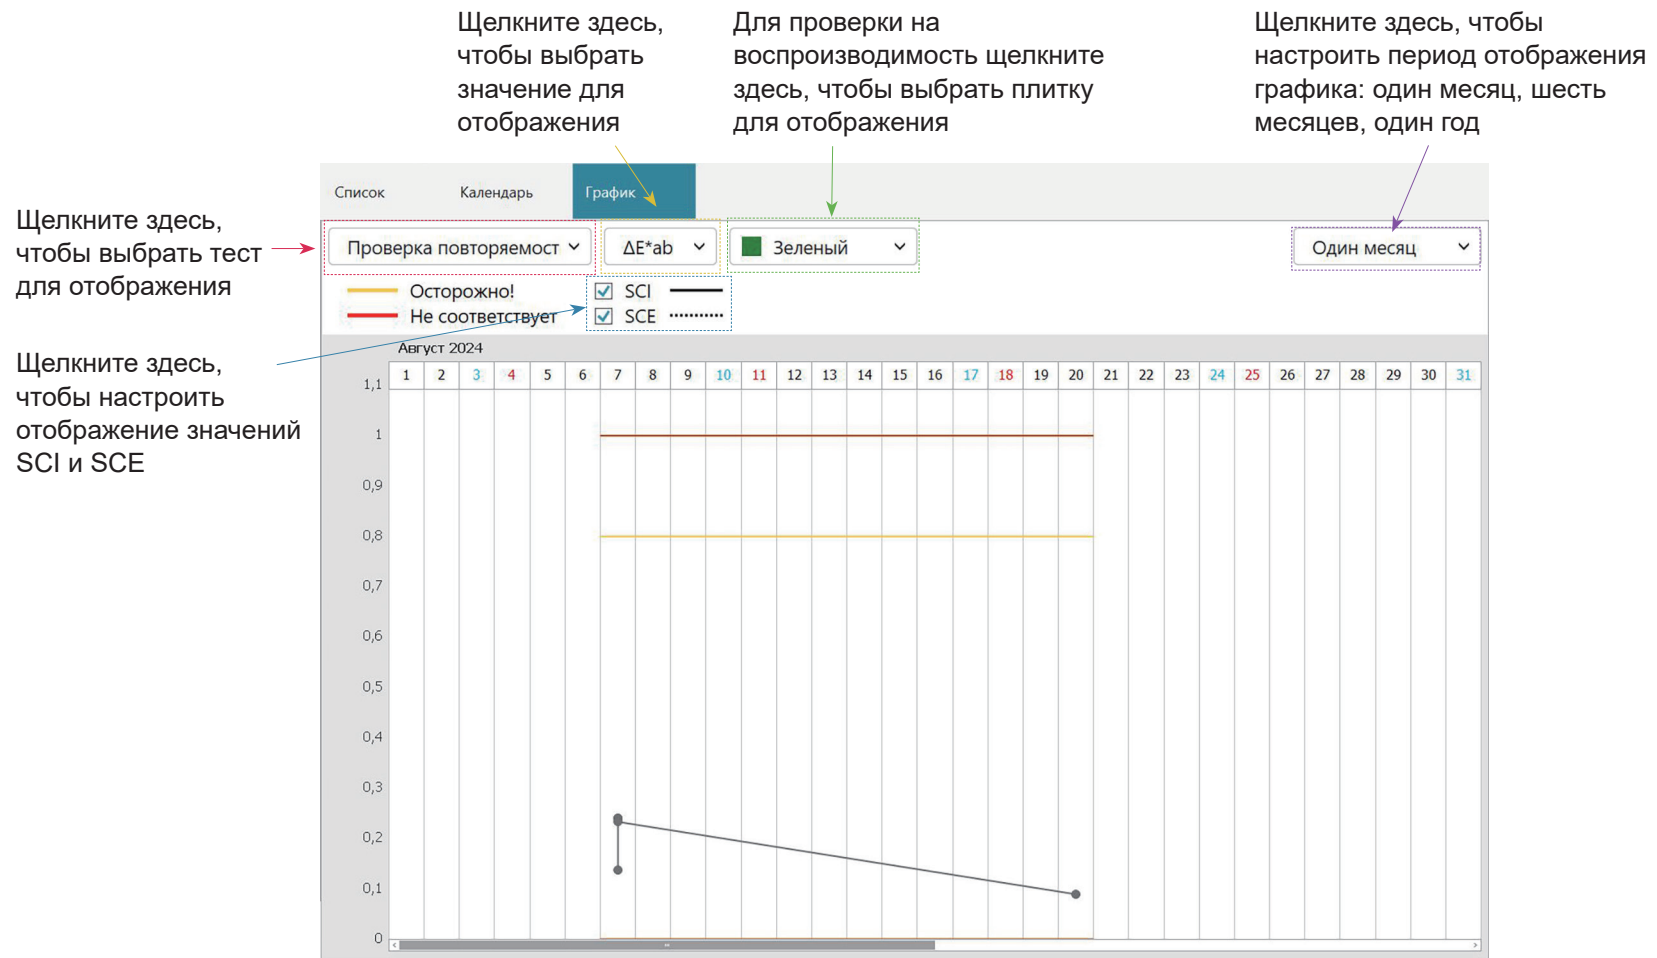 Щелкните здесь,
чтобы выбрать
значение для
отображения
Для проверки на
воспроизводимость щелкните
здесь, чтобы выбрать плитку
для отображения
Щелкните здесь, чтобы
настроить период отображения
графика: один месяц, шесть
месяцев, один год
Щелкните здесь,
чтобы выбрать тест
для отображения
Щелкните здесь,
чтобы настроить
отображение значений
SCI и SCE
Список Календарь График
Проверка повторяемост ΔE*ab Зеленый Один месяц
Осторожно! SCI
Не соответствует SCE
Август 2024
1 2 3 4 5 6 7 8 9 10 11 12 13 14 15 16 17 18 19 20 21 22 23 24 25 26 27 28 29 30 31
1,1
1
0,9
0,8
0,7
0,6
0,5
0,4
0,3
0,2
0,1
0